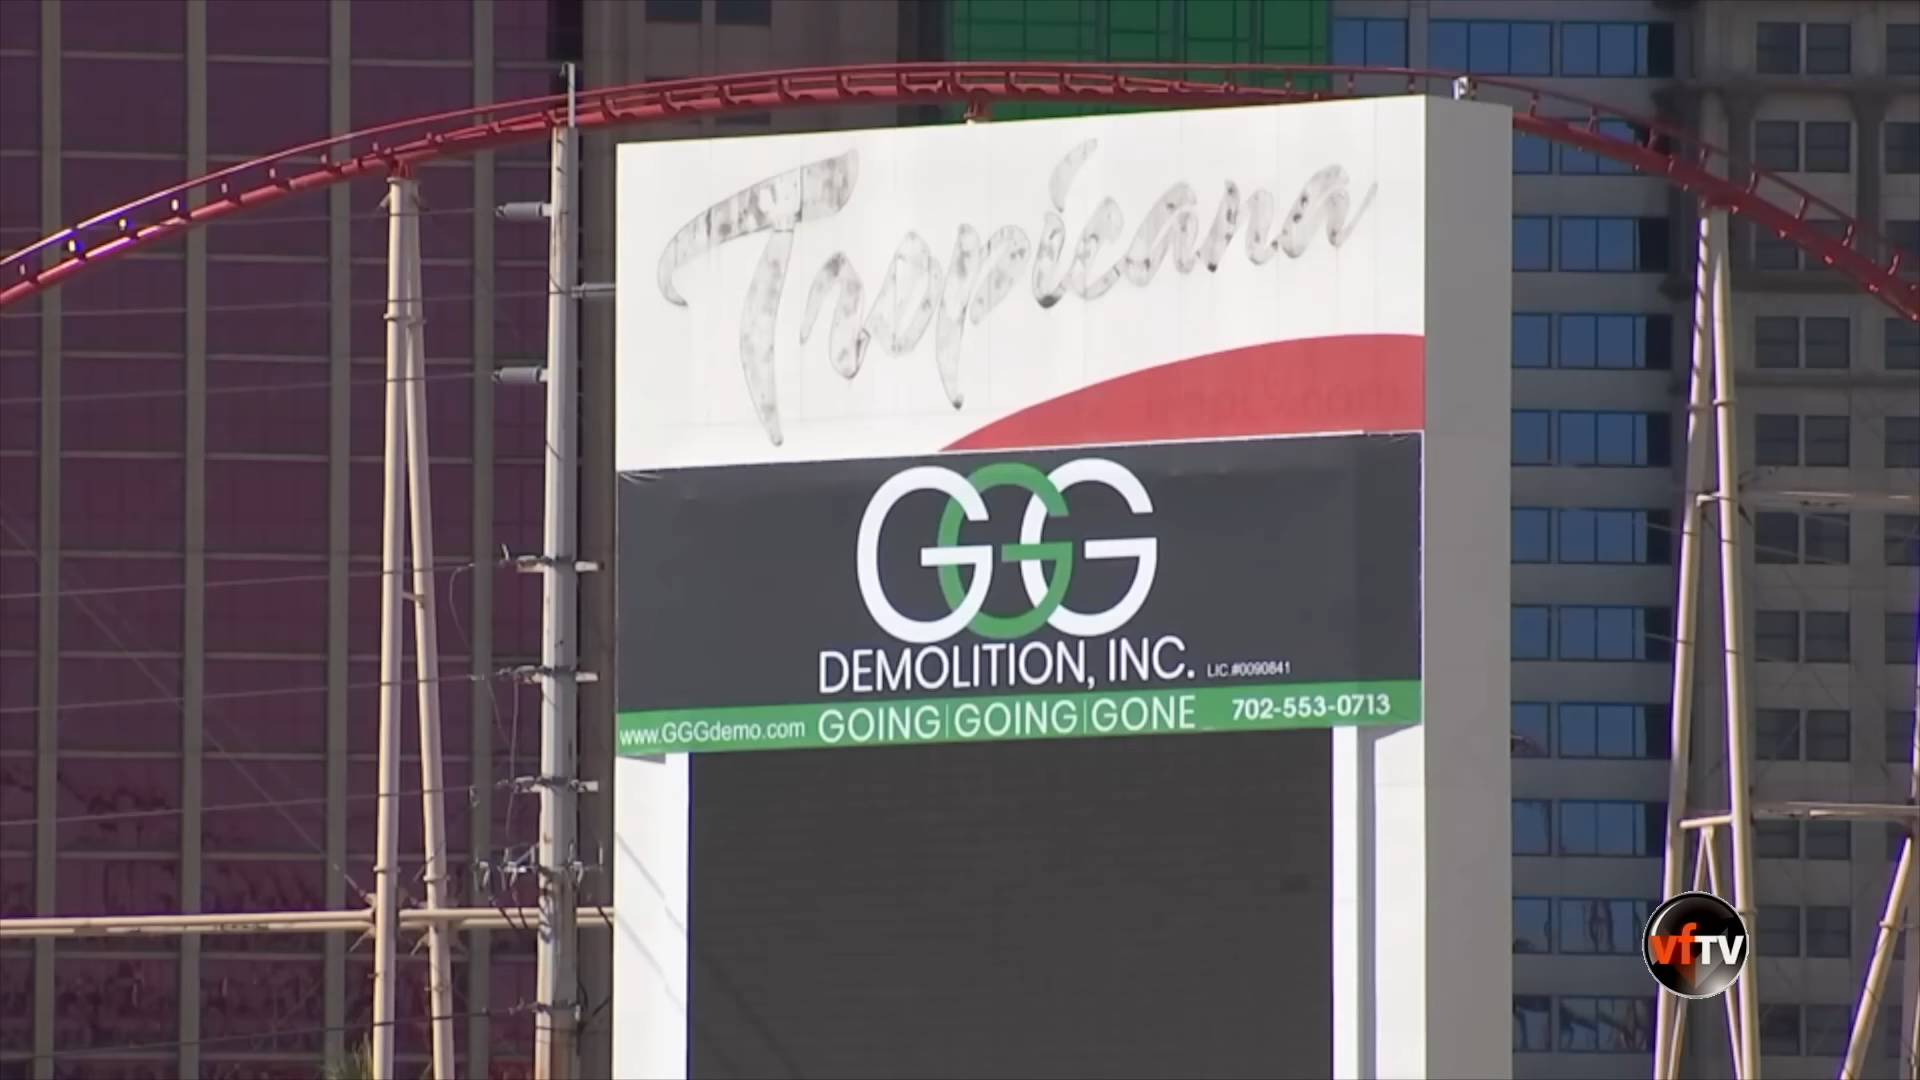 Tropicana
GGG
DEMOLITION, INC. LIC.#0090841
www.GGGdemo.com GOING|GOING|GONE 702-553-0713
vfTV